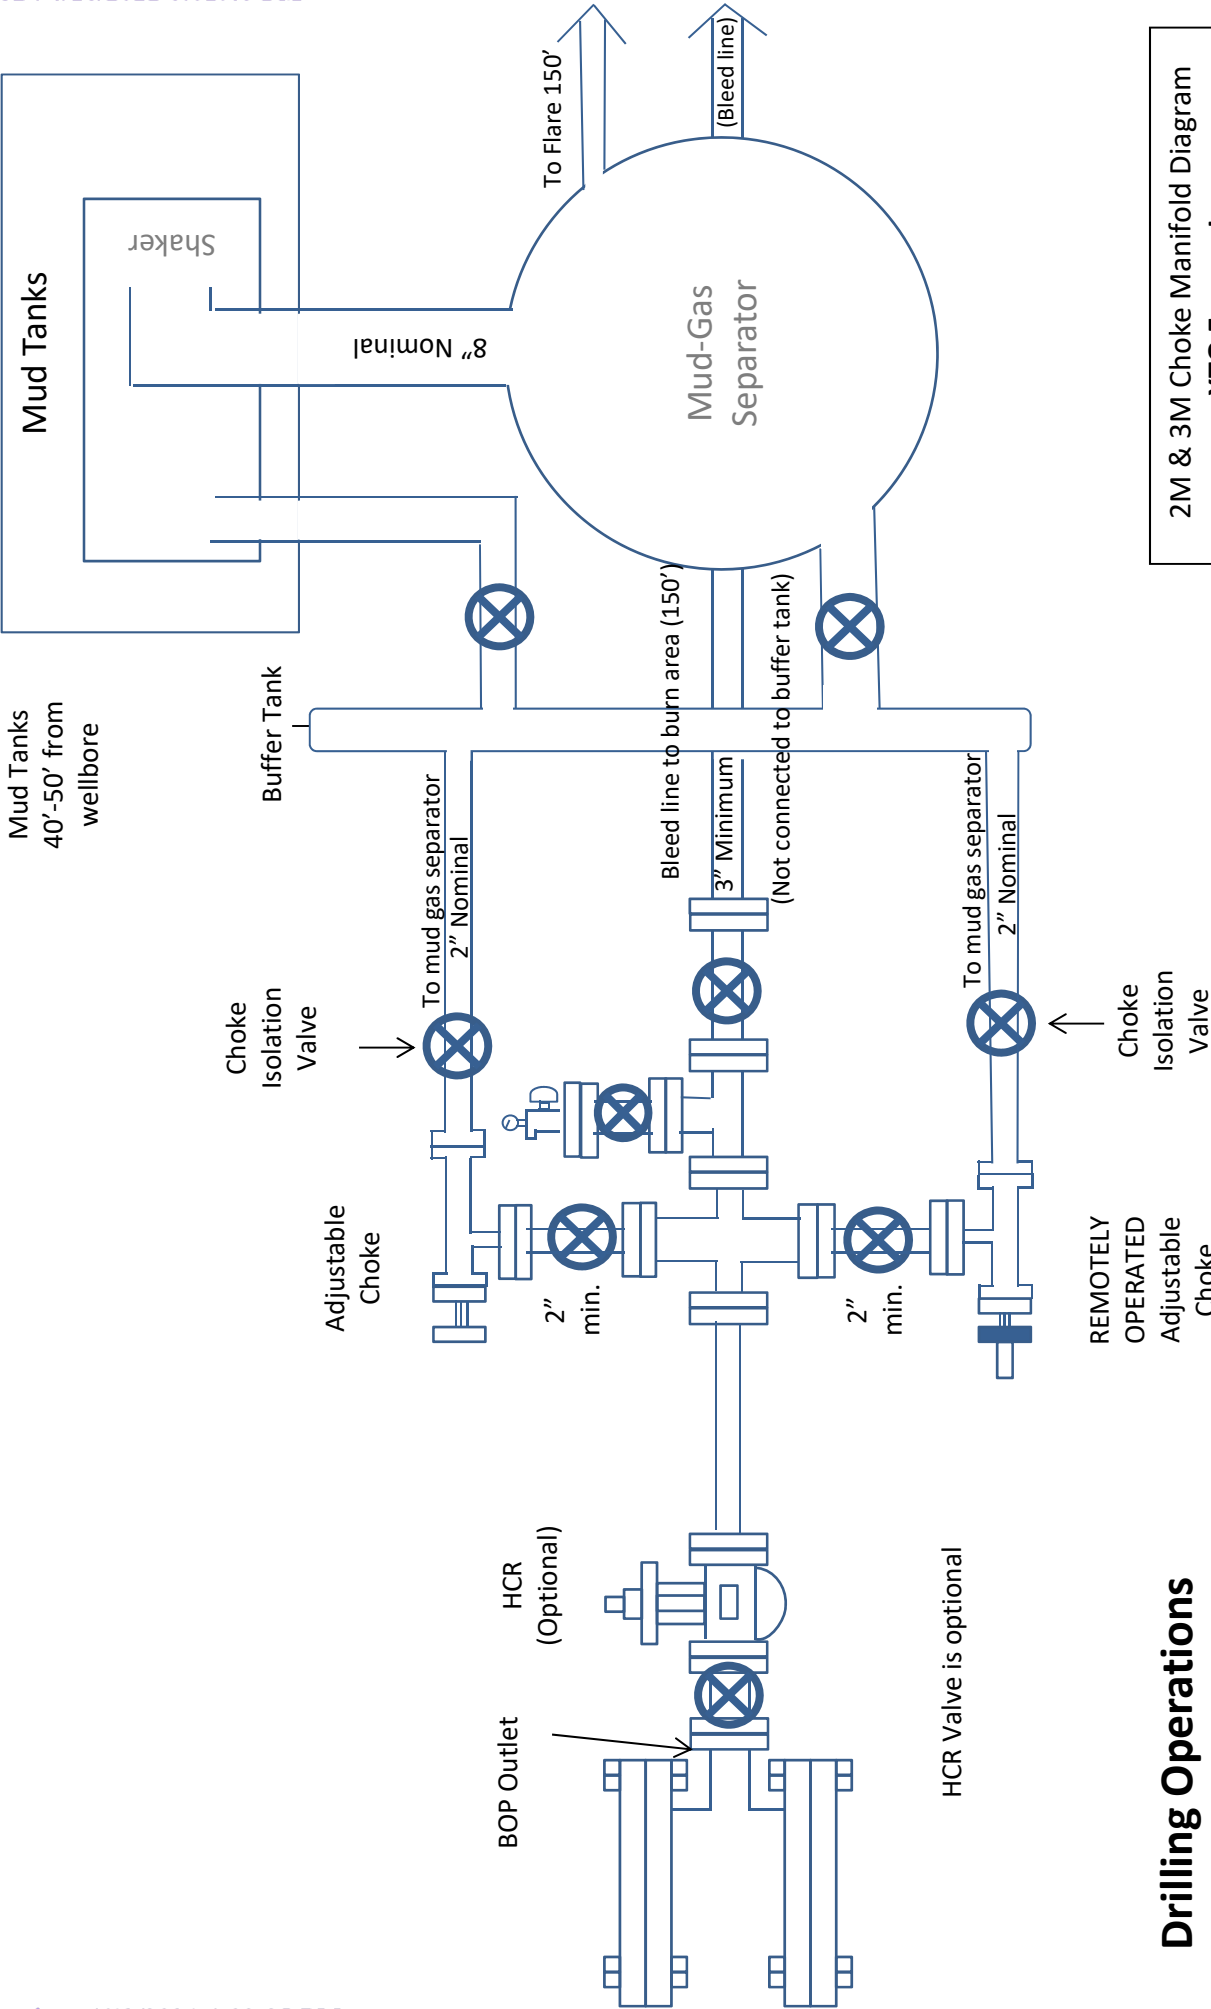 Mud Tanks
40’-50’ from
wellbore
Mud Tanks
Shaker
8” Nominal
Buffer Tank
To Flare 150’
(Bleed line)
Mud-Gas
Separator
Choke
Isolation
Valve
To mud gas separator
2” Nominal
Bleed line to burn area (150’)
3” Minimum
(Not connected to buffer tank)
To mud gas separator
2” Nominal
Choke
Isolation
Valve
Adjustable
Choke
2”
min.
2”
min.
REMOTELY
OPERATED
Adjustable
Choke
HCR
(Optional)
BOP Outlet
HCR Valve is optional
Drilling Operations
2M & 3M Choke Manifold Diagram